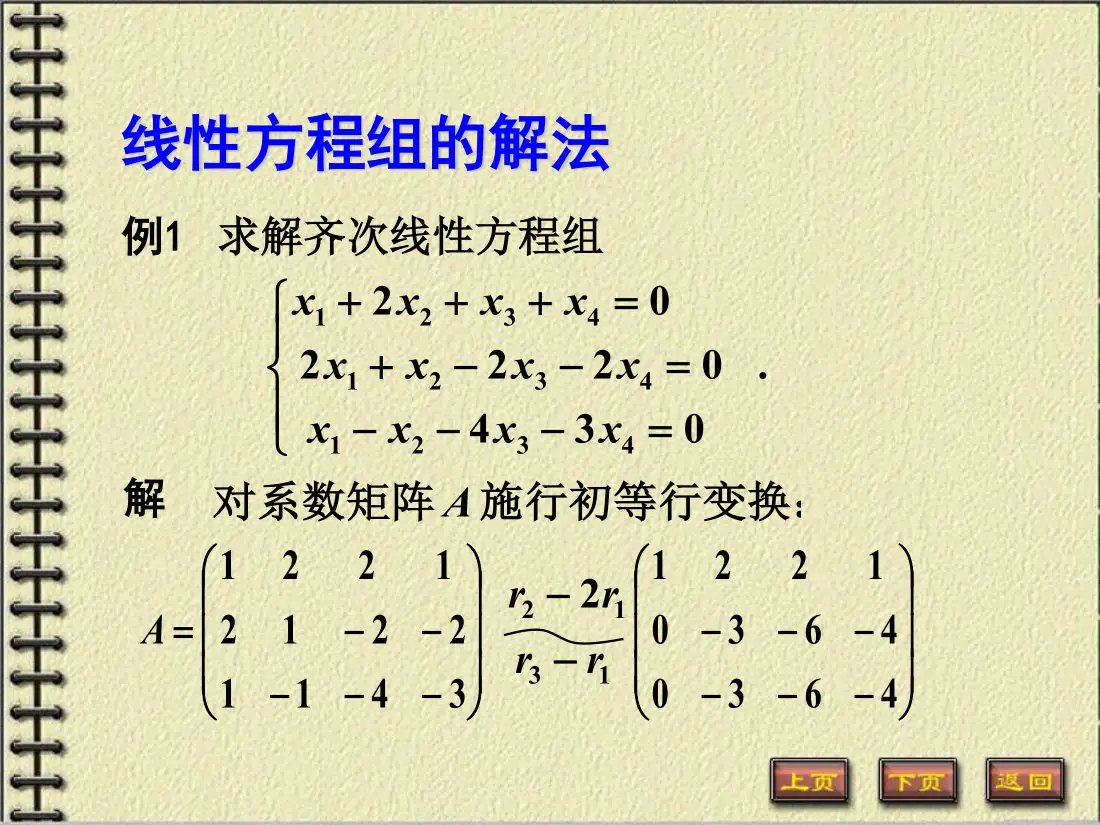 线性方程组的解法
例1 求解齐次线性方程组
x₁ + 2x₂ + x₃ + x₄ = 0
2x₁ + x₂ − 2x₃ − 2x₄ = 0 .
x₁ − x₂ − 4x₃ − 3x₄ = 0
解 对系数矩阵 A 施行初等行变换:
1 2 2 1 1 2 2 1
r₂ − 2r₁
A = 2 1 −2 −2 0 −3 −6 −4
r₃ − r₁
1 −1 −4 −3 0 −3 −6 −4
上页 下页 返回